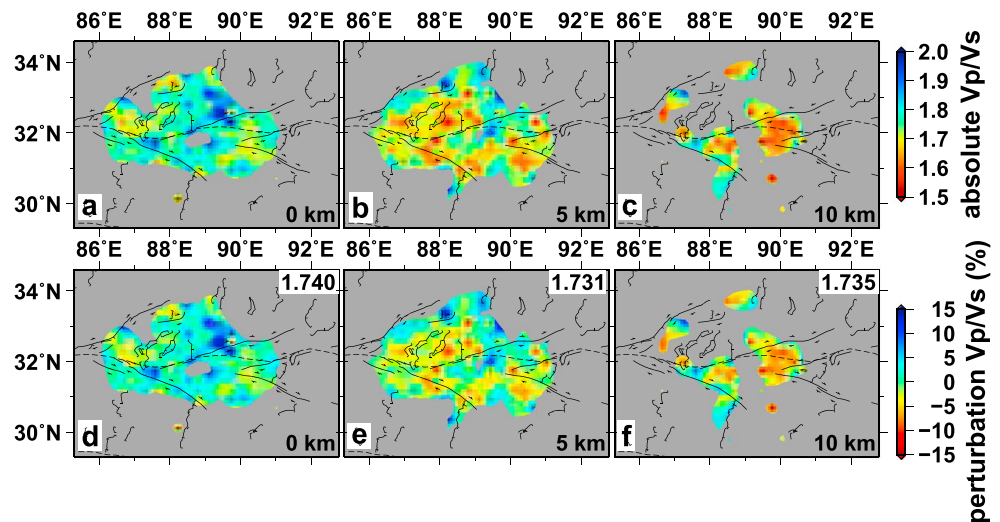 86°E 88°E 90°E 92°E 86°E 88°E 90°E 92°E 86°E 88°E 90°E 92°E
34°N
32°N
30°N
a 0 km
b 5 km
c 10 km
2.0
1.9
1.8
1.7
1.6
1.5
absolute Vp/Vs
86°E 88°E 90°E 92°E 86°E 88°E 90°E 92°E 86°E 88°E 90°E 92°E
34°N
32°N
30°N
1.740
d 0 km
1.731
e 5 km
1.735
f 10 km
15
10
5
0
−5
−10
−15
perturbation Vp/Vs (%)